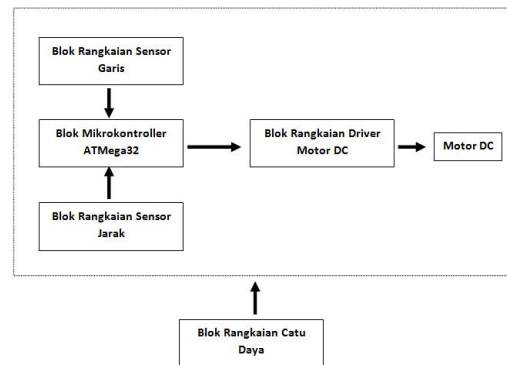 Blok Rangkaian Sensor
Garis
Blok Mikrokontroller
ATMega32
Blok Rangkaian Driver
Motor DC
Motor DC
Blok Rangkaian Sensor
Jarak
Blok Rangkaian Catu
Daya